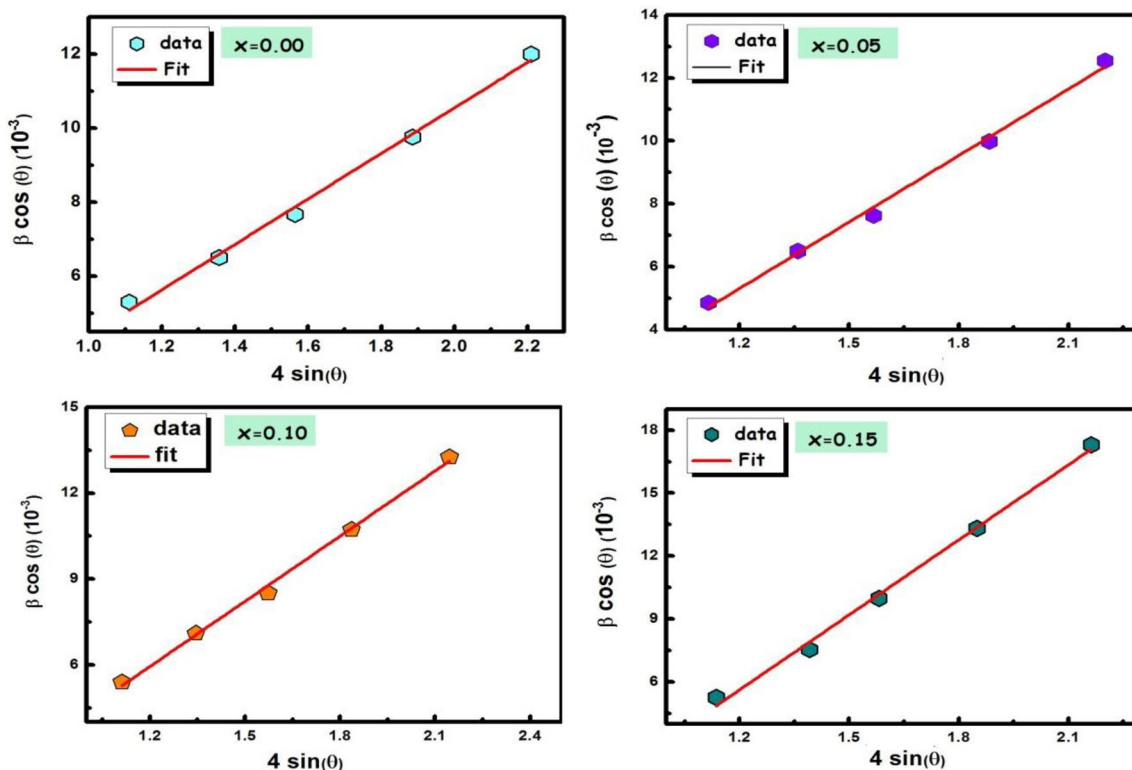 data
Fit
x=0.00
12
10
8
6
β cos (θ) (10⁻³)
1.0 1.2 1.4 1.6 1.8 2.0 2.2
4 sin(θ)
data
Fit
x=0.05
14
12
10
8
6
4
β cos (θ) (10⁻³)
1.2 1.5 1.8 2.1
4 sin(θ)
data
fit
x=0.10
15
12
9
6
β cos (θ) (10⁻³)
1.2 1.5 1.8 2.1 2.4
4 sin(θ)
data
Fit
x=0.15
18
15
12
9
6
β cos (θ) (10⁻³)
1.2 1.5 1.8 2.1
4 sin(θ)